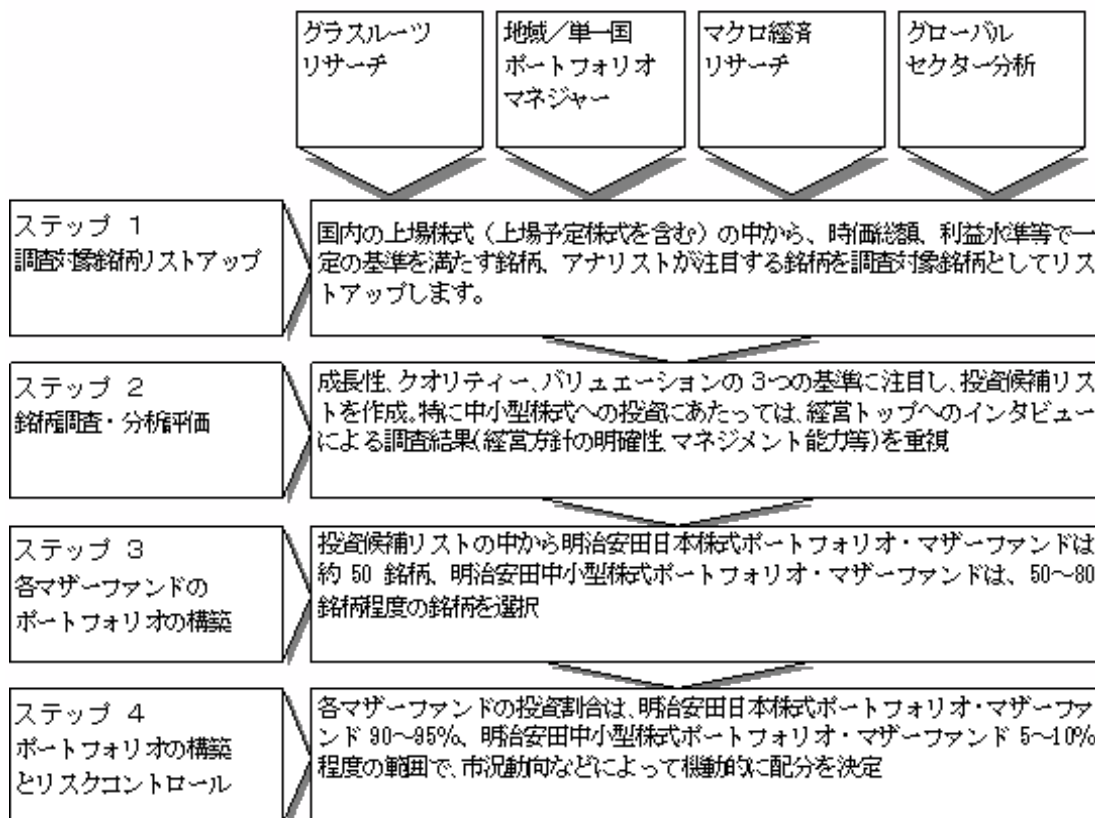 グラスルーツ
リサーチ
地域／単一国
ポートフォリオ
マネジャー
マクロ経済
リサーチ
グローバル
セクター分析
ステップ 1
調査対象銘柄リストアップ
国内の上場株式（上場予定株式を含む）の中から、時価総額、利益水準等で一
定の基準を満たす銘柄、アナリストが注目する銘柄を調査対象銘柄としてリス
トアップします。
ステップ 2
銘柄調査・分析評価
成長性、クオリティー、バリュエーションの 3つの基準に注目し、投資候補リス
トを作成。特に中小型株式への投資にあたっては、経営トップへのインタビュー
による調査結果(経営方針の明確性、マネジメント能力等)を重視
ステップ 3
各マザーファンドの
ポートフォリオの構築
投資候補リストの中から明治安田日本株式ポートフォリオ・マザーファンドは
約 50 銘柄、明治安田中小型株式ポートフォリオ・マザーファンドは、50～80
銘柄程度の銘柄を選択
ステップ 4
ポートフォリオの構築
とリスクコントロール
各マザーファンドの投資割合は、明治安田日本株式ポートフォリオ・マザーファ
ンド 90～95%、明治安田中小型株式ポートフォリオ・マザーファンド 5～10%
程度の範囲で、市況動向などによって機動的に配分を決定